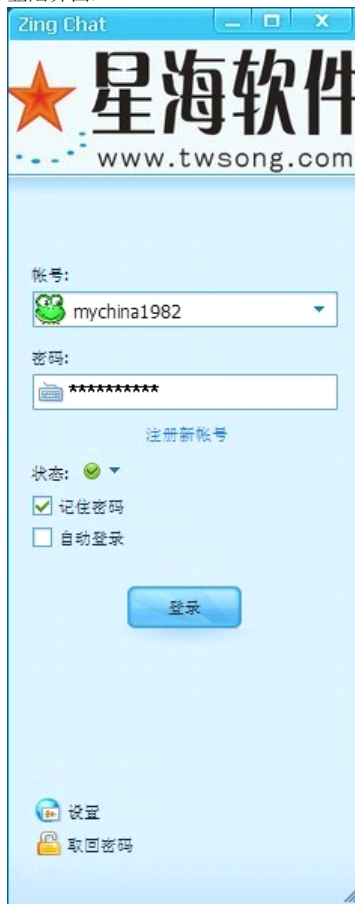 Zing Chat
星海软件
www.twsong.com
帐号:
mychina1982
密码:
**********
注册新帐号
状态:
记住密码
自动登录
登录
设置
取回密码